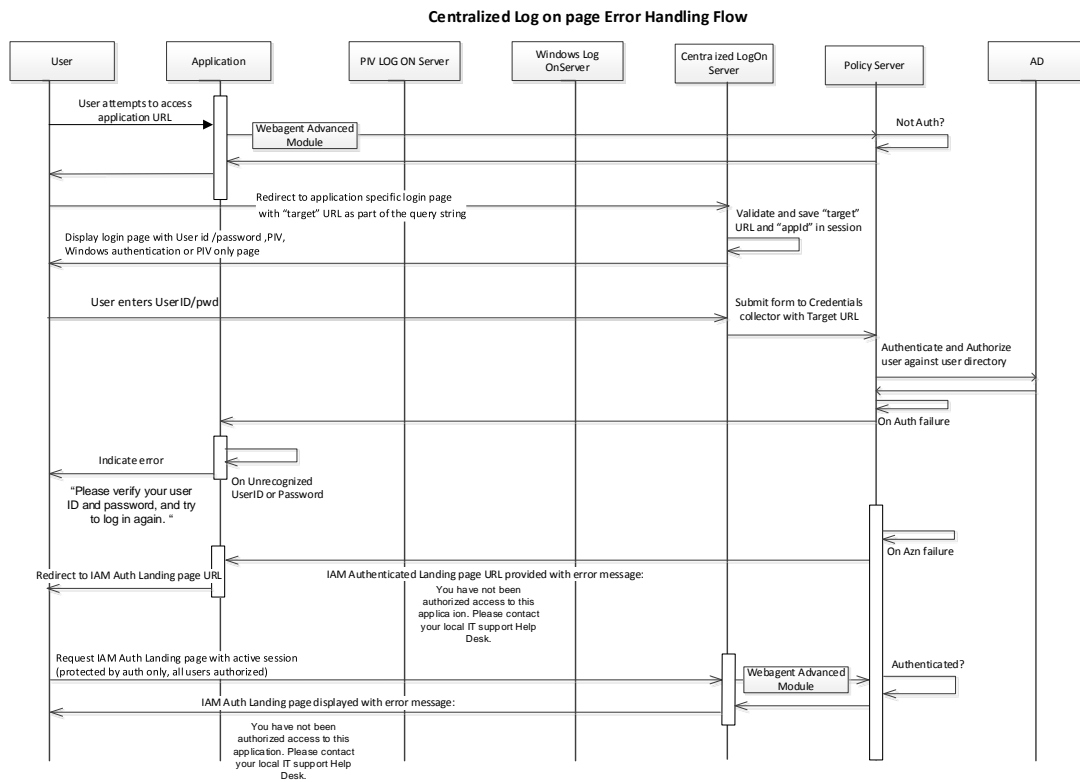 Centralized Log on page Error Handling Flow
User
Application
PIV LOG ON Server
Windows Log
OnServer
Centra ized LogOn
Server
Policy Server
AD
User attempts to access
application URL
Webagent Advanced
Module
Not Auth?
Redirect to application specific login page
with “target” URL as part of the query string
Validate and save “target”
URL and “appId” in session
Display login page with User id /password ,PIV,
Windows authentication or PIV only page
User enters UserID/pwd
Submit form to Credentials
collector with Target URL
Authenticate and Authorize
user against user directory
On Auth failure
Indicate error
On Unrecognized
UserID or Password
“Please verify your user
ID and password, and try
to log in again. “
On Azn failure
Redirect to IAM Auth Landing page URL
IAM Authenticated Landing page URL provided with error message:
You have not been
authorized access to this
applica ion. Please contact
your local IT support Help
Desk.
Request IAM Auth Landing page with active session
(protected by auth only, all users authorized)
Webagent Advanced
Module
Authenticated?
IAM Auth Landing page displayed with error message:
You have not been
authorized access to this
application. Please contact
your local IT support Help
Desk.